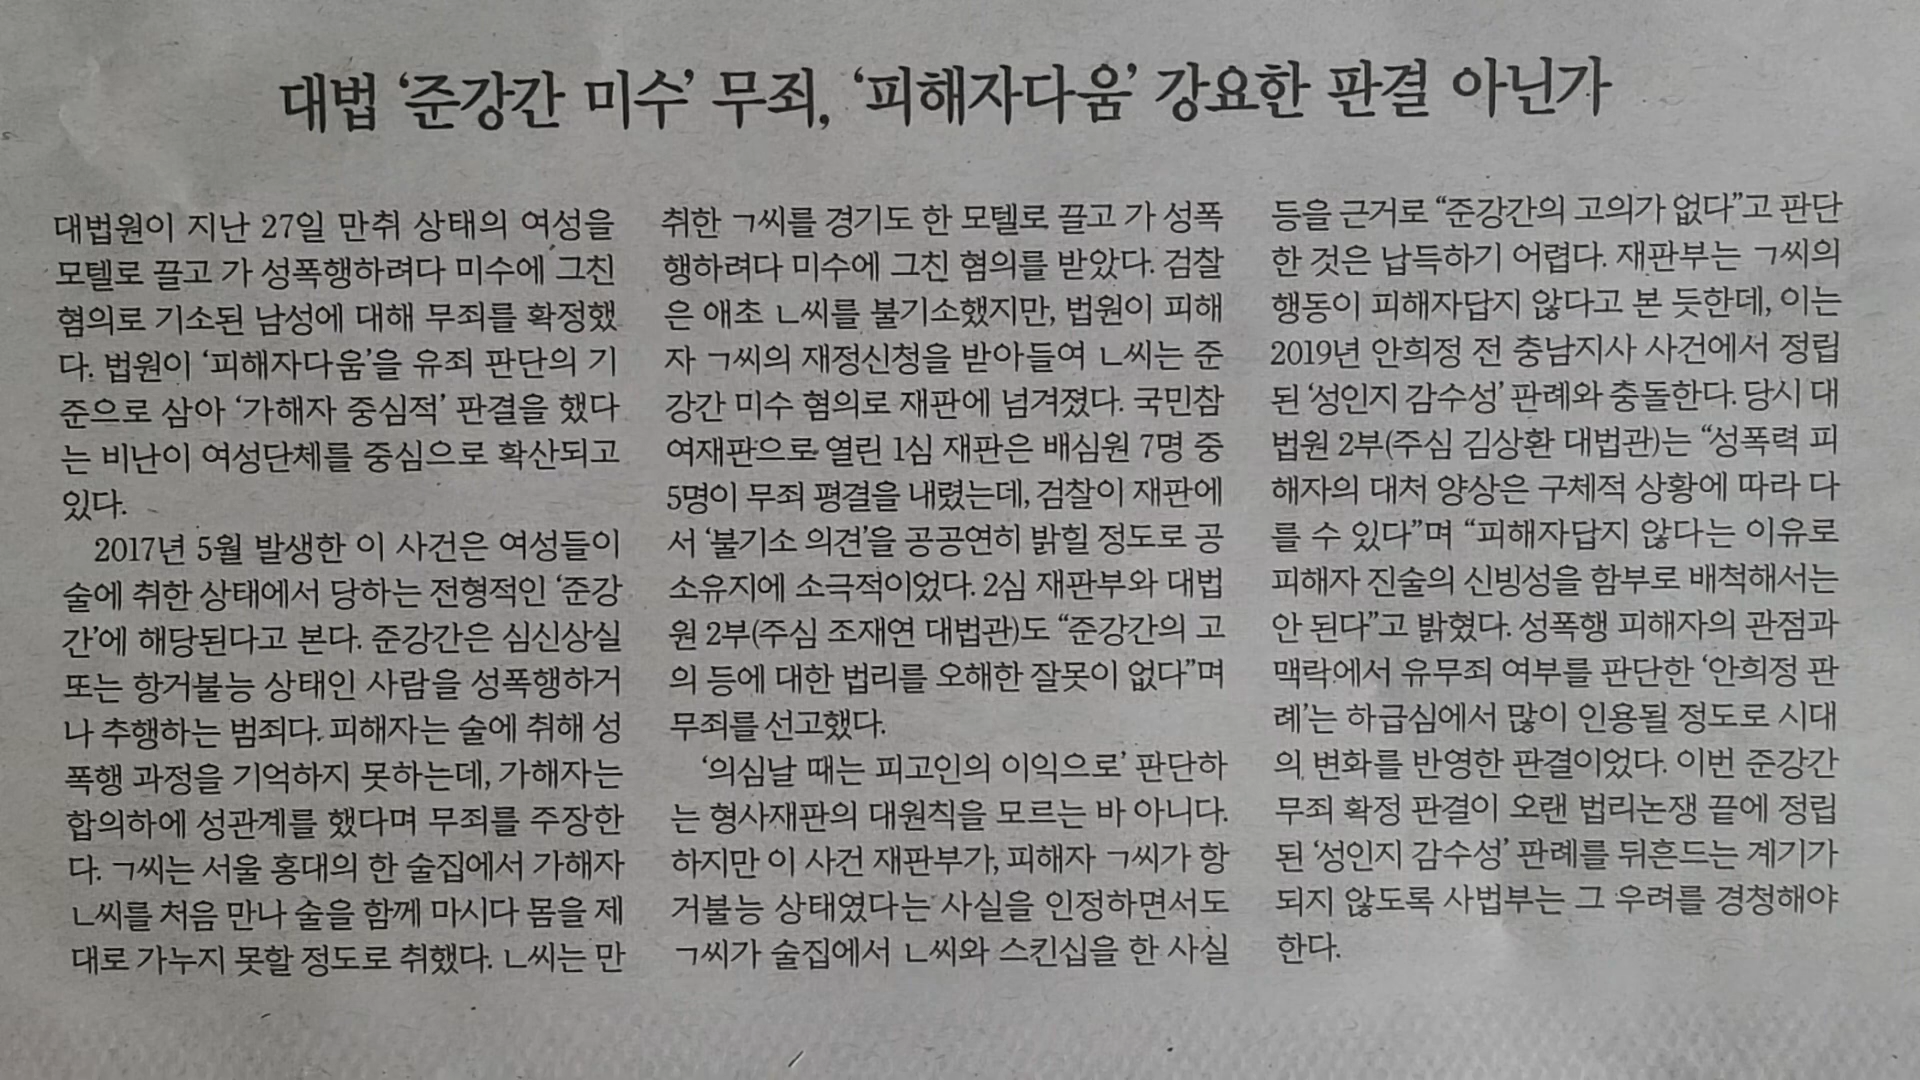 대법 ‘준강간 미수’ 무죄, ‘피해자다움’ 강요한 판결 아닌가
대법원이 지난 27일 만취 상태의 여성을
모텔로 끌고 가 성폭행하려다 미수에 그친
혐의로 기소된 남성에 대해 무죄를 확정했
다. 법원이 ‘피해자다움’을 유죄 판단의 기
준으로 삼아 ‘가해자 중심적’ 판결을 했다
는 비난이 여성단체를 중심으로 확산되고
있다.
2017년 5월 발생한 이 사건은 여성들이
술에 취한 상태에서 당하는 전형적인 ‘준강
간’에 해당된다고 본다. 준강간은 심신상실
또는 항거불능 상태인 사람을 성폭행하거
나 추행하는 범죄다. 피해자는 술에 취해 성
폭행 과정을 기억하지 못하는데, 가해자는
합의하에 성관계를 했다며 무죄를 주장한
다. ㄱ씨는 서울 홍대의 한 술집에서 가해자
ㄴ씨를 처음 만나 술을 함께 마시다 몸을 제
대로 가누지 못할 정도로 취했다. ㄴ씨는 만
취한 ㄱ씨를 경기도 한 모텔로 끌고 가 성폭
행하려다 미수에 그친 혐의를 받았다. 검찰
은 애초 ㄴ씨를 불기소했지만, 법원이 피해
자 ㄱ씨의 재정신청을 받아들여 ㄴ씨는 준
강간 미수 혐의로 재판에 넘겨졌다. 국민참
여재판으로 열린 1심 재판은 배심원 7명 중
5명이 무죄 평결을 내렸는데, 검찰이 재판에
서 ‘불기소 의견’을 공공연히 밝힐 정도로 공
소유지에 소극적이었다. 2심 재판부와 대법
원 2부(주심 조재연 대법관)도 “준강간의 고
의 등에 대한 법리를 오해한 잘못이 없다”며
무죄를 선고했다.
‘의심날 때는 피고인의 이익으로’ 판단하
는 형사재판의 대원칙을 모르는 바 아니다.
하지만 이 사건 재판부가, 피해자 ㄱ씨가 항
거불능 상태였다는 사실을 인정하면서도
ㄱ씨가 술집에서 ㄴ씨와 스킨십을 한 사실
등을 근거로 “준강간의 고의가 없다”고 판단
한 것은 납득하기 어렵다. 재판부는 ㄱ씨의
행동이 피해자답지 않다고 본 듯한데, 이는
2019년 안희정 전 충남지사 사건에서 정립
된 ‘성인지 감수성’ 판례와 충돌한다. 당시 대
법원 2부(주심 김상환 대법관)는 “성폭력 피
해자의 대처 양상은 구체적 상황에 따라 다
를 수 있다”며 “피해자답지 않다는 이유로
피해자 진술의 신빙성을 함부로 배척해서는
안 된다”고 밝혔다. 성폭행 피해자의 관점과
맥락에서 유무죄 여부를 판단한 ‘안희정 판
례’는 하급심에서 많이 인용될 정도로 시대
의 변화를 반영한 판결이었다. 이번 준강간
무죄 확정 판결이 오랜 법리논쟁 끝에 정립
된 ‘성인지 감수성’ 판례를 뒤흔드는 계기가
되지 않도록 사법부는 그 우려를 경청해야
한다.